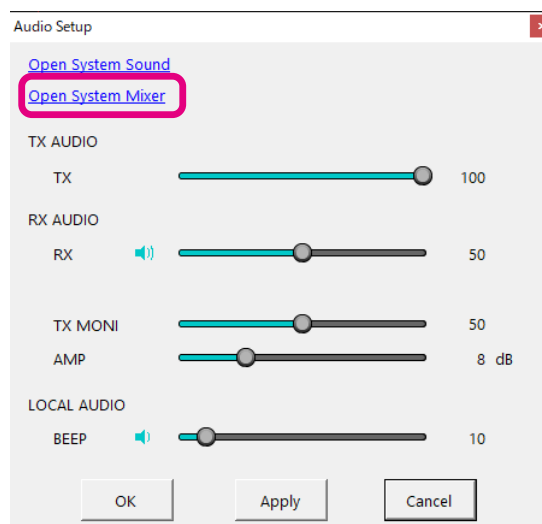 Audio Setup
Open System Sound
Open System Mixer
TX AUDIO
TX 100
RX AUDIO
RX 50
TX MONI 50
AMP 8 dB
LOCAL AUDIO
BEEP 10
OK Apply Cancel